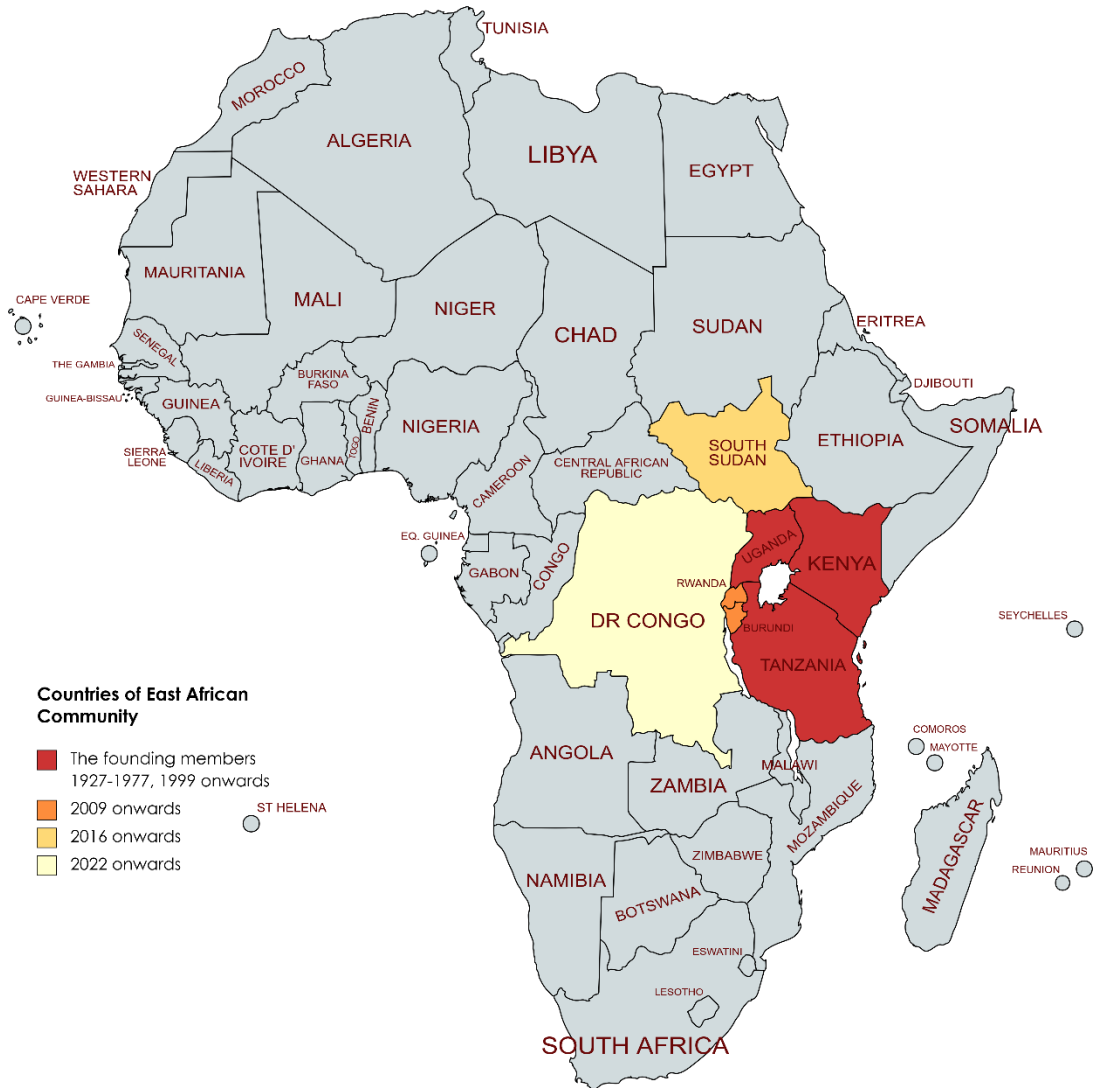 TUNISIA
MOROCCO
ALGERIA
LIBYA
EGYPT
WESTERN
SAHARA
MAURITANIA
MALI
NIGER
CHAD
SUDAN
ERITREA
CAPE VERDE
SENEGAL
THE GAMBIA
GUINEA-BISSAU
GUINEA
BURKINA
FASO
BENIN
TOGO
NIGERIA
DJIBOUTI
SOMALIA
ETHIOPIA
SOUTH
SUDAN
SIERRA
LEONE
LIBERIA
COTE D'
IVOIRE
GHANA
CAMEROON
CENTRAL AFRICAN
REPUBLIC
EQ. GUINEA
GABON
CONGO
UGANDA
KENYA
RWANDA
DR CONGO
BURUNDI
TANZANIA
SEYCHELLES
Countries of East African
Community
The founding members
1927-1977, 1999 onwards
2009 onwards
2016 onwards
2022 onwards
ST HELENA
ANGOLA
ZAMBIA
MALAWI
MOZAMBIQUE
COMOROS
MAYOTTE
MADAGASCAR
MAURITIUS
REUNION
NAMIBIA
ZIMBABWE
BOTSWANA
ESWATINI
LESOTHO
SOUTH AFRICA